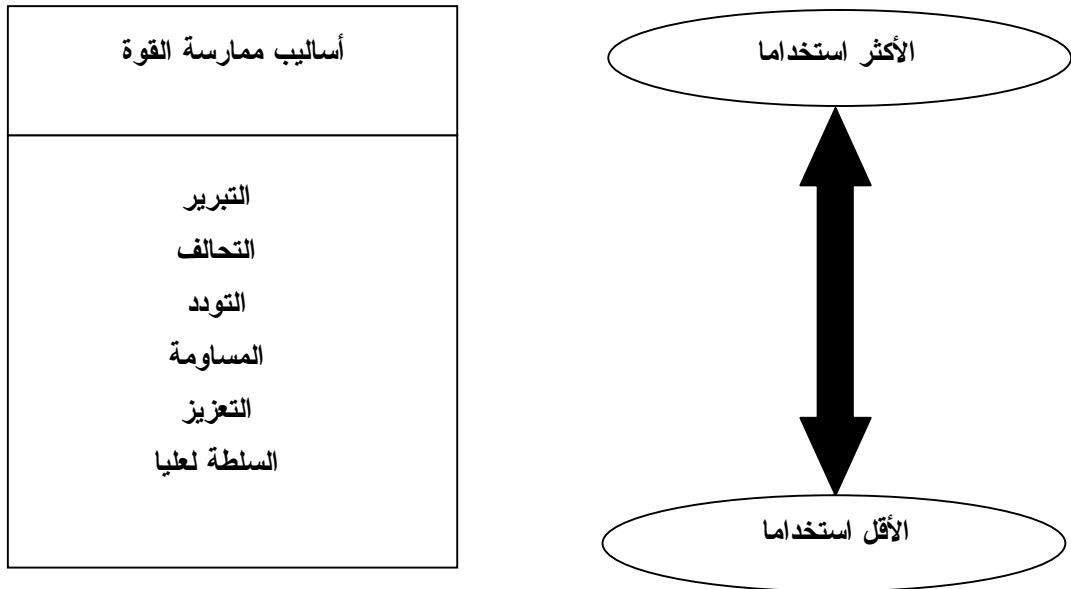 أساليب ممارسة القوة
الأكثر استخداما
التبرير
التحالف
التودد
المساومة
التعزيز
السلطة لعليا
الأقل استخداما